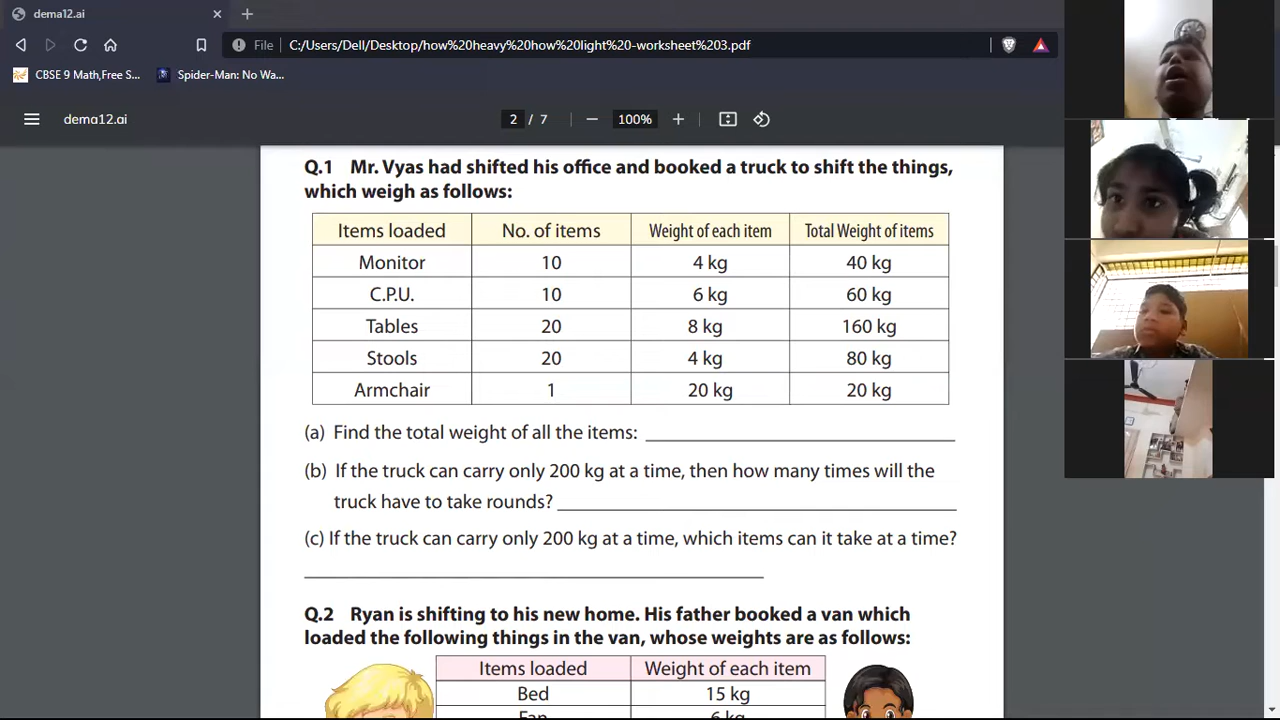 dema12.ai
File C:/Users/Dell/Desktop/how%20heavy%20how%20light%20-worksheet%203.pdf
CBSE 9 Math,Free S... Spider-Man: No Wa...
dema12.ai 2 / 7 100%
Q.1 Mr. Vyas had shifted his office and booked a truck to shift the things,
which weigh as follows:
Items loaded No. of items Weight of each item Total Weight of items
Monitor 10 4 kg 40 kg
C.P.U. 10 6 kg 60 kg
Tables 20 8 kg 160 kg
Stools 20 4 kg 80 kg
Armchair 1 20 kg 20 kg
(a) Find the total weight of all the items:
(b) If the truck can carry only 200 kg at a time, then how many times will the
truck have to take rounds?
(c) If the truck can carry only 200 kg at a time, which items can it take at a time?
Q.2 Ryan is shifting to his new home. His father booked a van which
loaded the following things in the van, whose weights are as follows:
Items loaded Weight of each item
Bed 15 kg
Fan 6 kg